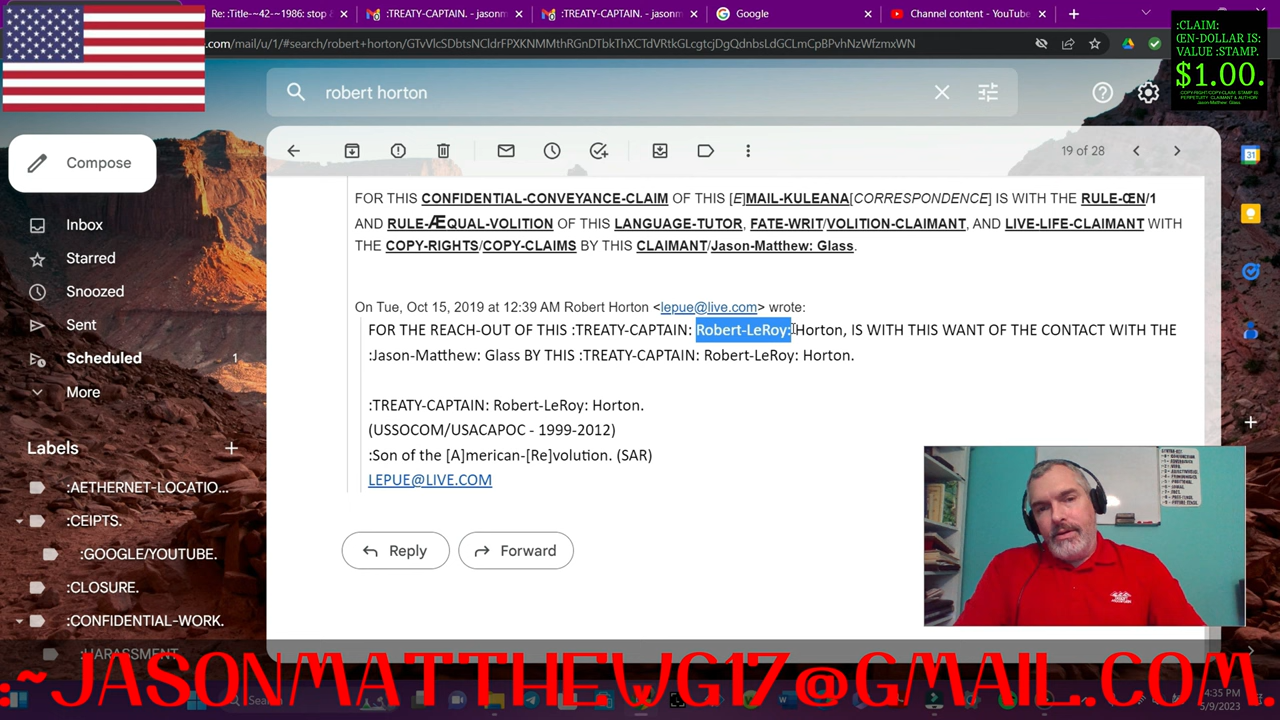 Re: :Title-~42-~1986: stop &
:TREATY-CAPTAIN. - jasonm
:TREATY-CAPTAIN. - jasonm
Google
Channel content - YouTube
.com/mail/u/1/#search/robert+horton/GTvVlcSDbtsNCldrFPXKNMMthRGnDTbkThXCTdVRtkGLcgtcjDgQdnbsLdGCLmCpBPvhNzWfzmxWN
:CLAIM:
ŒN-DOLLAR IS:
VALUE :STAMP.
$1.00.
robert horton
Compose
19 of 28
Inbox
Starred
Snoozed
Sent
Scheduled 1
More
Labels
:AETHERNET-LOCATIO...
:CEIPTS.
:GOOGLE/YOUTUBE.
:CLOSURE.
:CONFIDENTIAL-WORK.
:HARASSMENT
FOR THIS CONFIDENTIAL-CONVEYANCE-CLAIM OF THIS [E]MAIL-KULEANA[CORRESPONDENCE] IS WITH THE RULE-ŒN/1
AND RULE-ÆQUAL-VOLITION OF THIS LANGUAGE-TUTOR, FATE-WRIT/VOLITION-CLAIMANT, AND LIVE-LIFE-CLAIMANT WITH
THE COPY-RIGHTS/COPY-CLAIMS BY THIS CLAIMANT/Jason-Matthew: Glass.
On Tue, Oct 15, 2019 at 12:39 AM Robert Horton <lepue@live.com> wrote:
FOR THE REACH-OUT OF THIS :TREATY-CAPTAIN: Robert-LeRoy: Horton, IS WITH THIS WANT OF THE CONTACT WITH THE
:Jason-Matthew: Glass BY THIS :TREATY-CAPTAIN: Robert-LeRoy: Horton.
:TREATY-CAPTAIN: Robert-LeRoy: Horton.
(USSOCOM/USACAPOC - 1999-2012)
:Son of the [A]merican-[Re]volution. (SAR)
LEPUE@LIVE.COM
Reply
Forward
:~JASONMATTHEWG17@GMAIL.COM.
Search
4:35 PM
5/9/2023